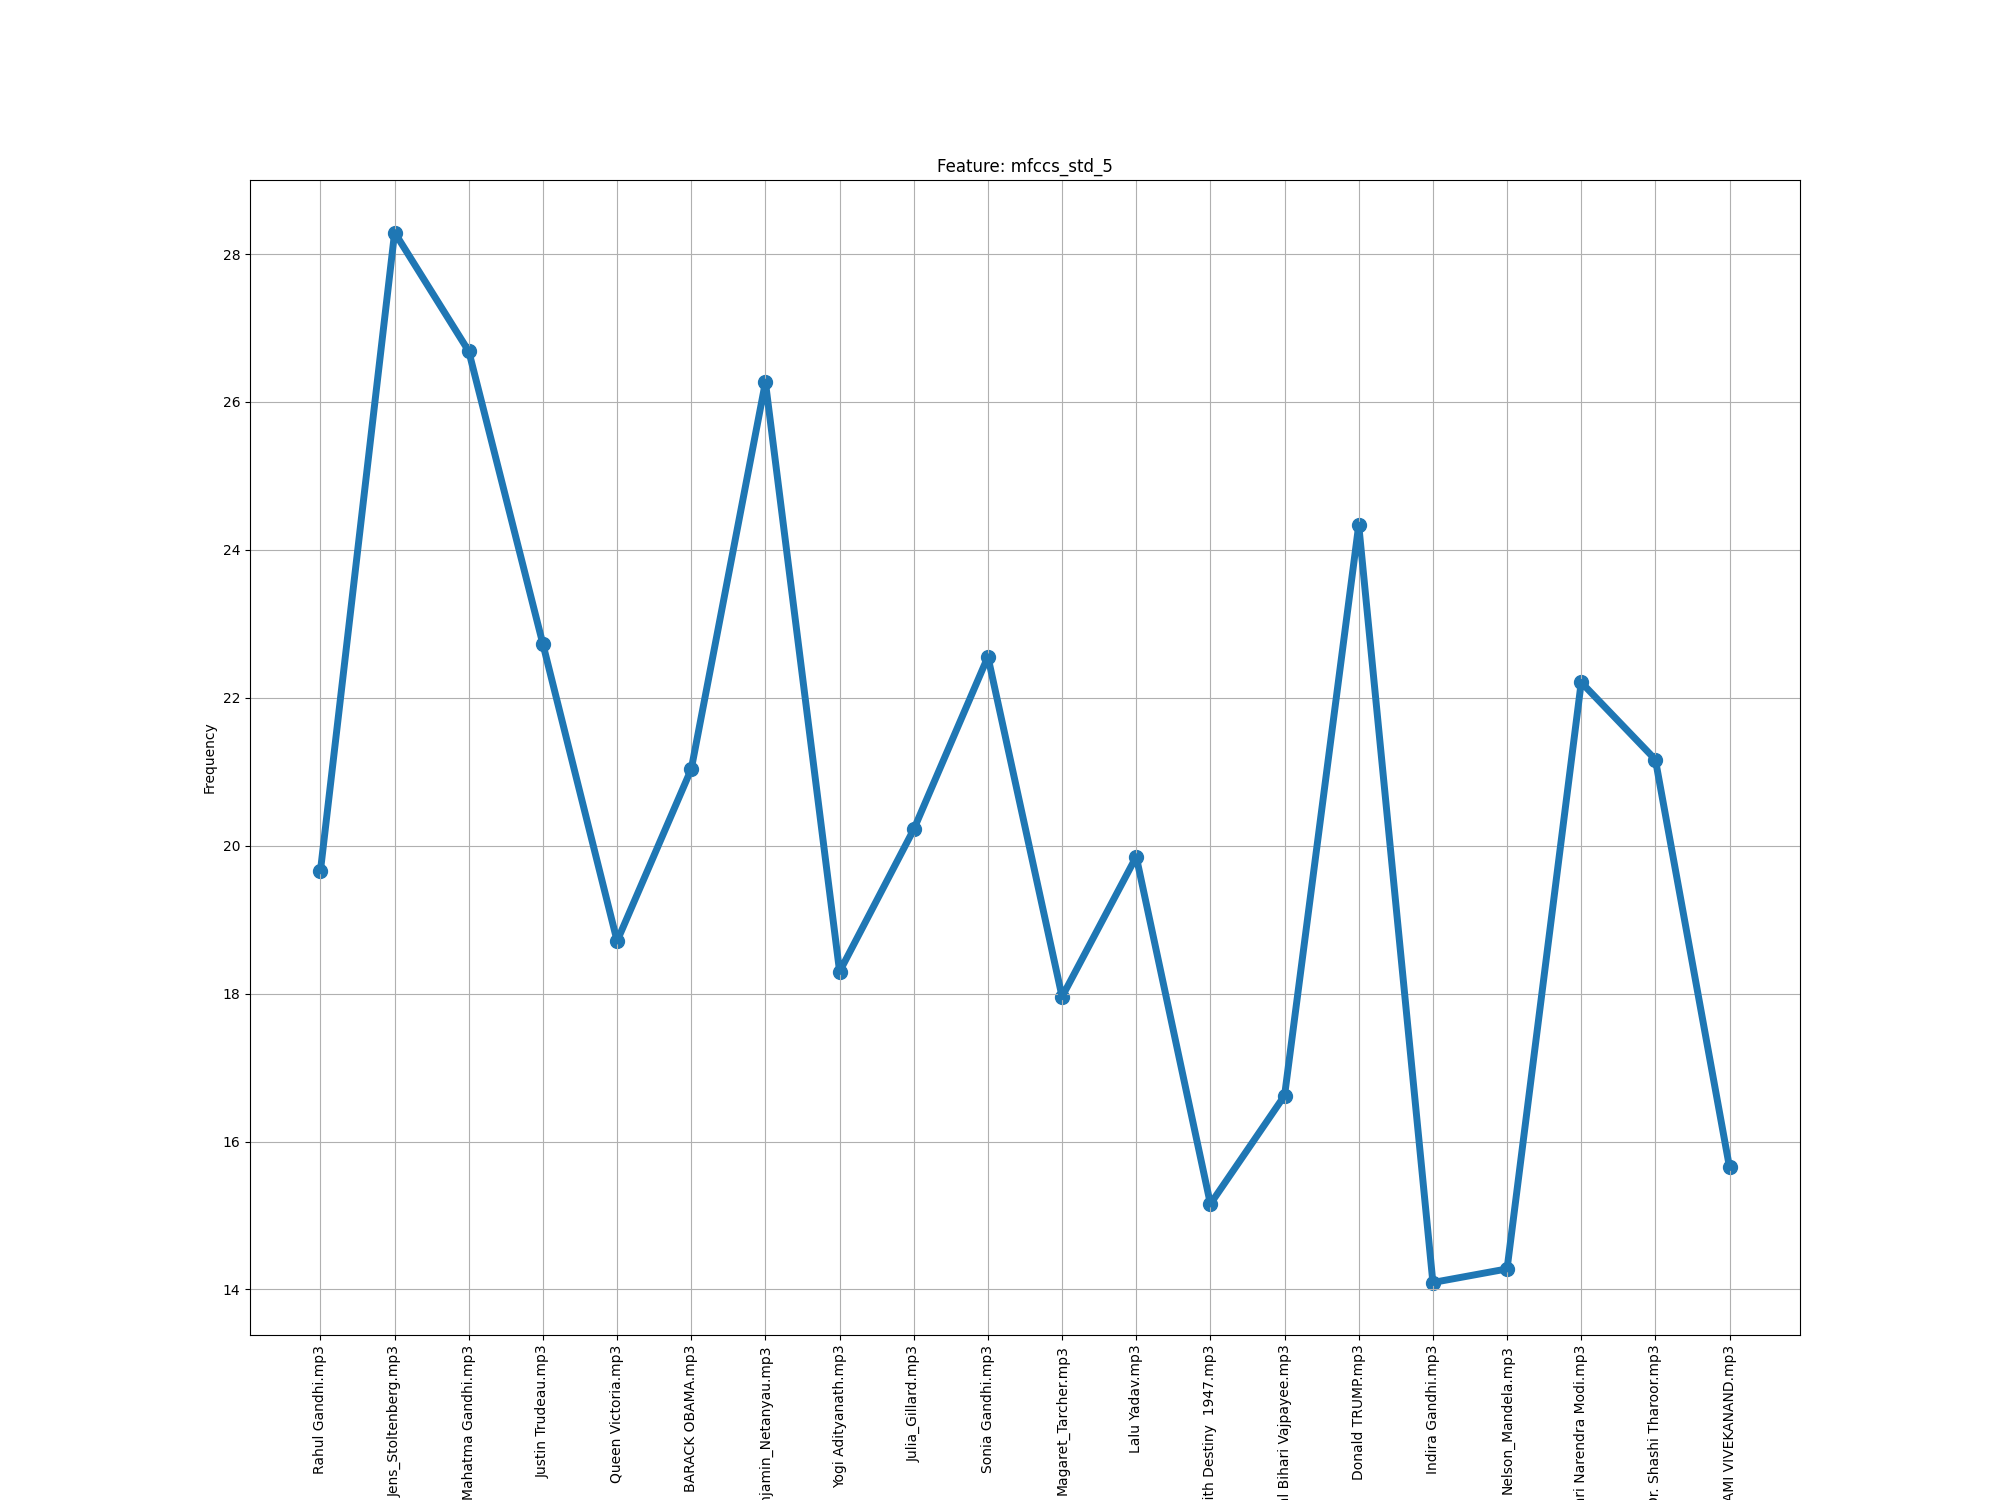 Feature: mfccs_std_5
28
26
24
22
20
18
16
14
Frequency
Rahul Gandhi.mp3
Jens_Stoltenberg.mp3
Mahatma Gandhi.mp3
Justin Trudeau.mp3
Queen Victoria.mp3
BARACK OBAMA.mp3
njamin_Netanyau.mp3
Yogi Adityanath.mp3
Julia_Gillard.mp3
Sonia Gandhi.mp3
Magaret_Tarcher.mp3
Lalu Yadav.mp3
ith Destiny  1947.mp3
al Bihari Vajpayee.mp3
Donald TRUMP.mp3
Indira Gandhi.mp3
Nelson_Mandela.mp3
ri Narendra Modi.mp3
Dr. Shashi Tharoor.mp3
AMI VIVEKANAND.mp3